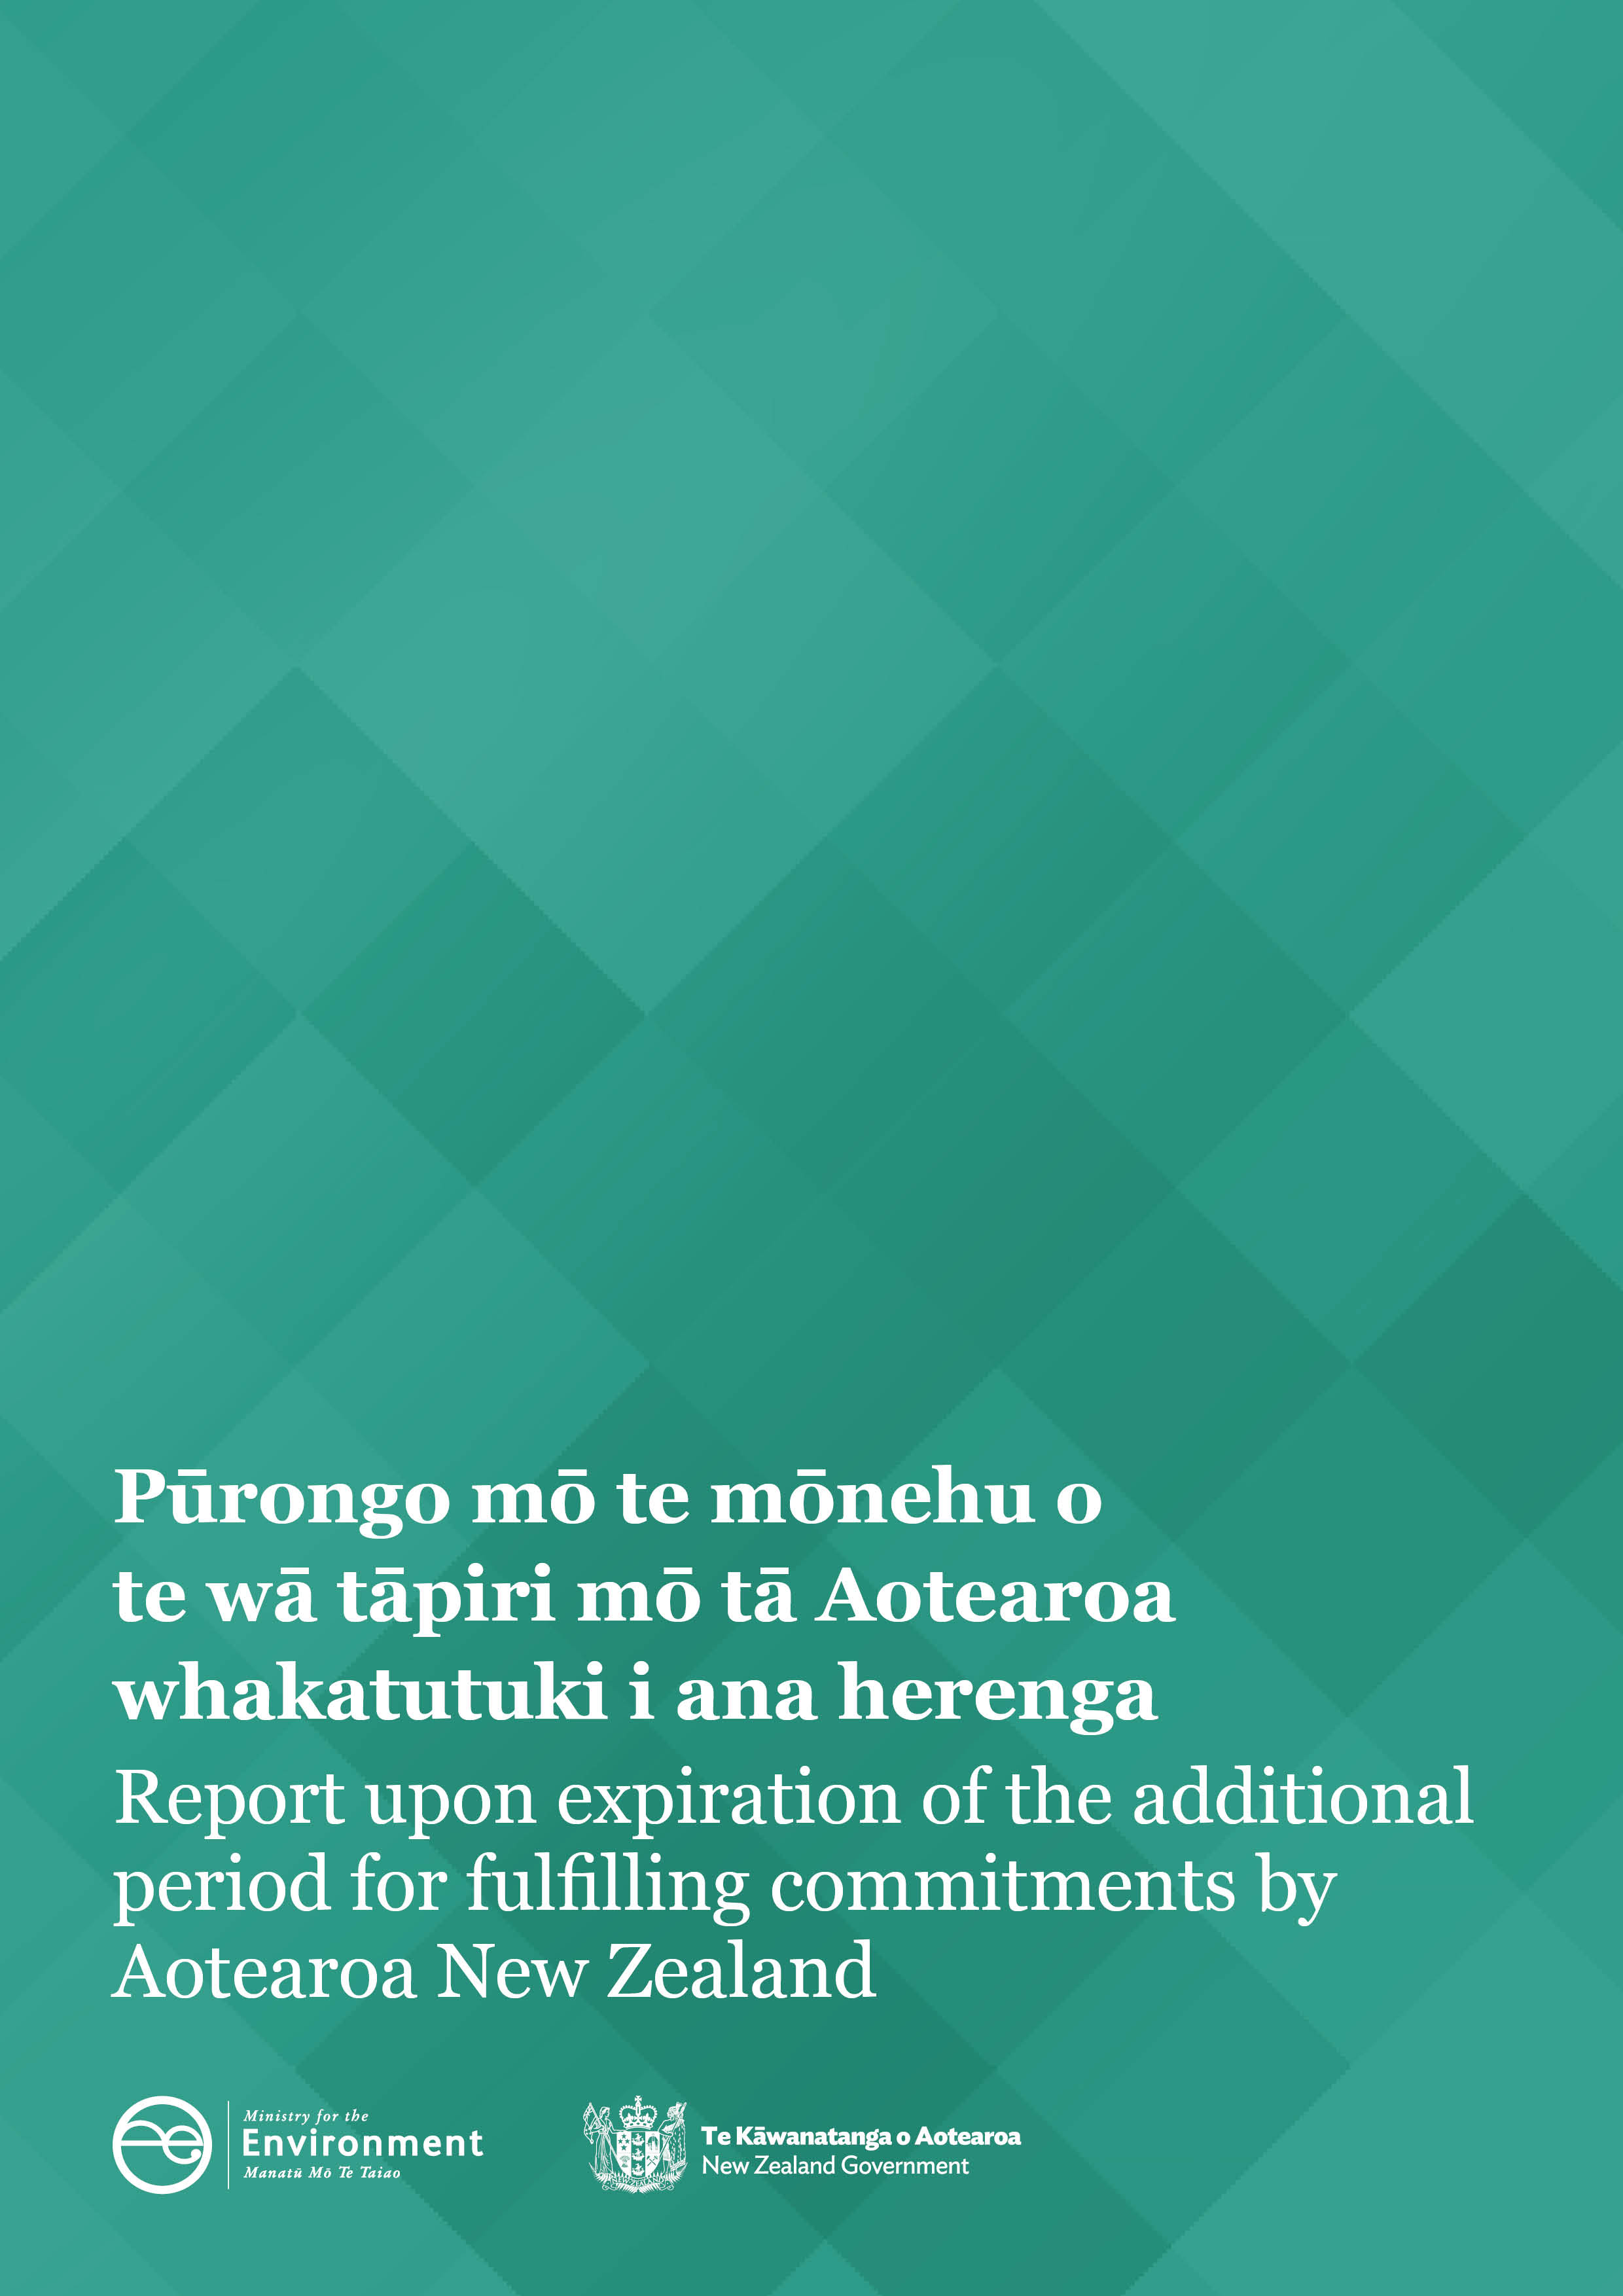 Pūrongo mō te mōnehu o
te wā tāpiri mō tā Aotearoa
whakatutuki i ana herenga
Report upon expiration of the additional
period for fulfilling commitments by
Aotearoa New Zealand
Ministry for the
Environment
Manatū Mō Te Taiao
Te Kāwanatanga o Aotearoa
New Zealand Government
NEW ZEALAND